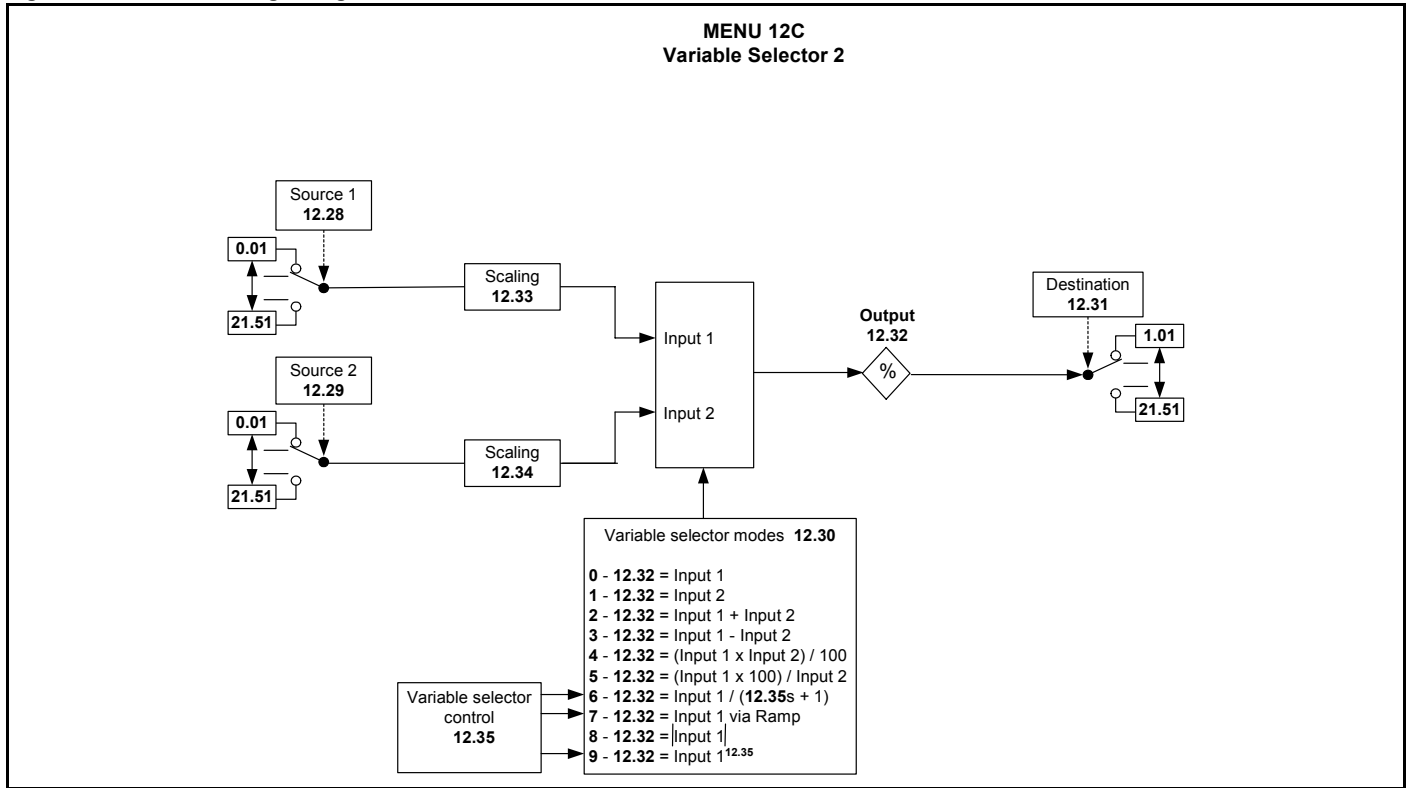 MENU 12C
Variable Selector 2
Source 1
12.28
0.01
21.51
Scaling
12.33
Source 2
12.29
0.01
21.51
Scaling
12.34
Input 1
Input 2
Output
12.32
%
Destination
12.31
1.01
21.51
Variable selector modes 12.30
0 - 12.32 = Input 1
1 - 12.32 = Input 2
2 - 12.32 = Input 1 + Input 2
3 - 12.32 = Input 1 - Input 2
4 - 12.32 = (Input 1 x Input 2) / 100
5 - 12.32 = (Input 1 x 100) / Input 2
6 - 12.32 = Input 1 / (12.35s + 1)
7 - 12.32 = Input 1 via Ramp
8 - 12.32 = |Input 1|
9 - 12.32 = Input 1^12.35
Variable selector
control
12.35